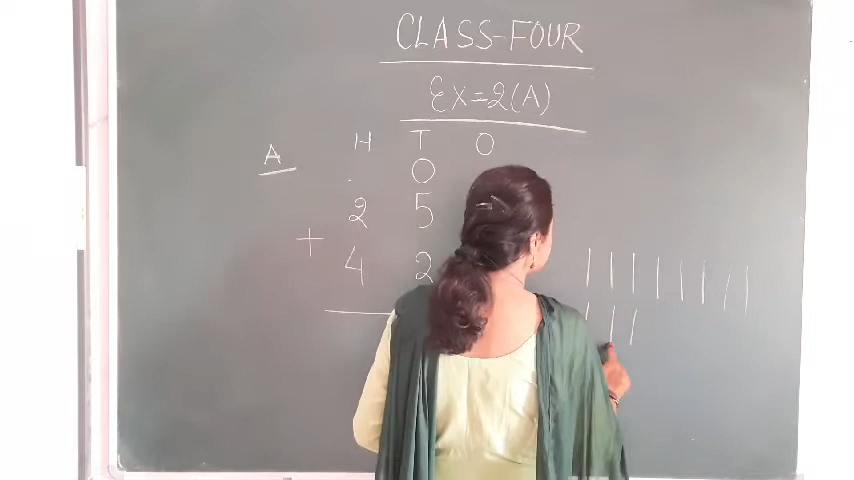 CLASS-FOUR
Ex=2(A)
A H T O
0
2 5
+ 4 2
| | | | | | | |
| | |